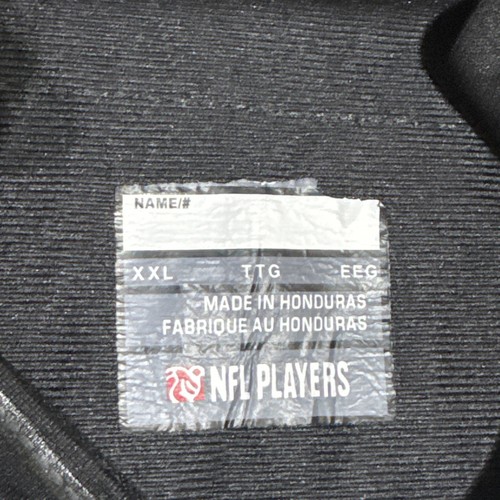 NAME/#
XXL TTG EEG
MADE IN HONDURAS
FABRIQUE AU HONDURAS
NFL PLAYERS